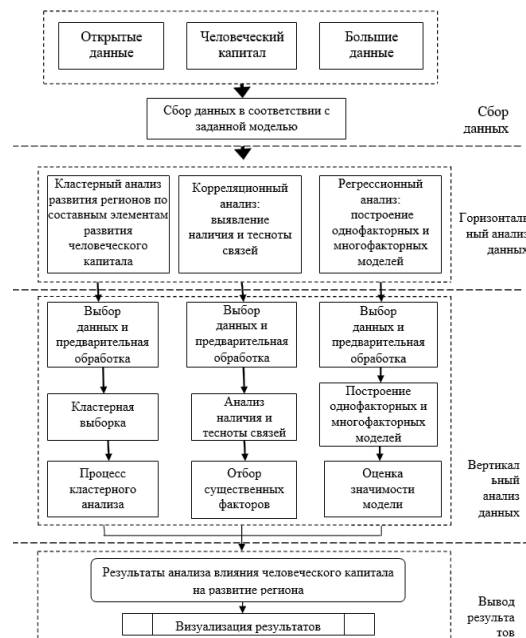 Открытые
данные
Человеческий
капитал
Большие
данные
Сбор данных в соответствии с
заданной моделью
Сбор
данных
Кластерный анализ
развития регионов по
составным элементам
развития
человеческого
капитала
Корреляционный
анализ:
выявление
наличия и тесноты
связей
Регрессионный
анализ:
построение
однофакторных и
многофакторных
моделей
Горизонталь
ный анализ
данных
Выбор
данных и
предварительная
обработка
Выбор
данных и
предварительная
обработка
Выбор
данных и
предварительная
обработка
Кластерная
выборка
Анализ
наличия и
тесноты связей
Построение
однофакторных и
многофакторных
моделей
Процесс
кластерного
анализа
Отбор
существенных
факторов
Оценка
значимости
модели
Вертикал
ьный
анализ
данных
Результаты анализа влияния человеческого капитала
на развитие региона
Визуализация результатов
Вывод
результа
тов